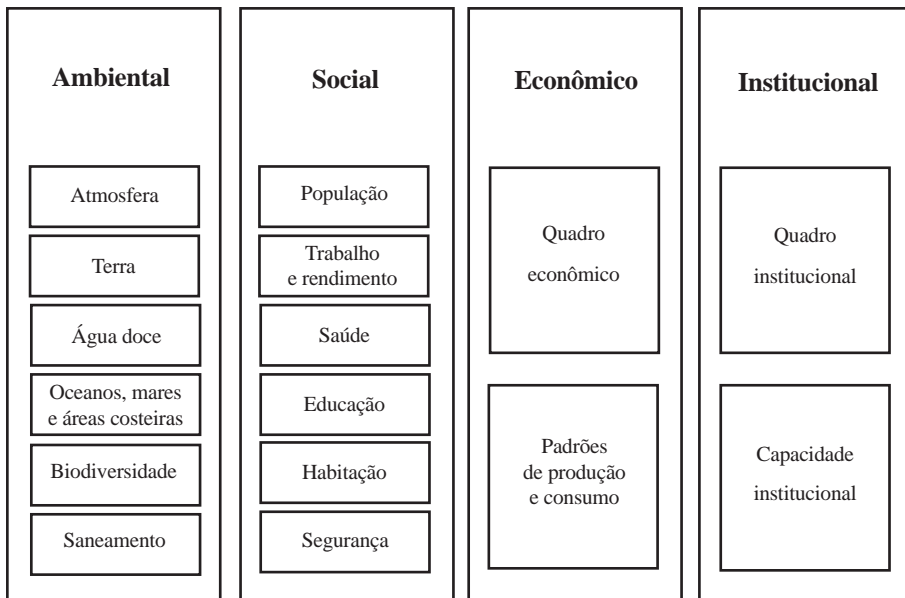 Ambiental
Atmosfera
Terra
Água doce
Oceanos, mares
e áreas costeiras
Biodiversidade
Saneamento
Social
População
Trabalho
e rendimento
Saúde
Educação
Habitação
Segurança
Econômico
Quadro
econômico
Padrões
de produção
e consumo
Institucional
Quadro
institucional
Capacidade
institucional